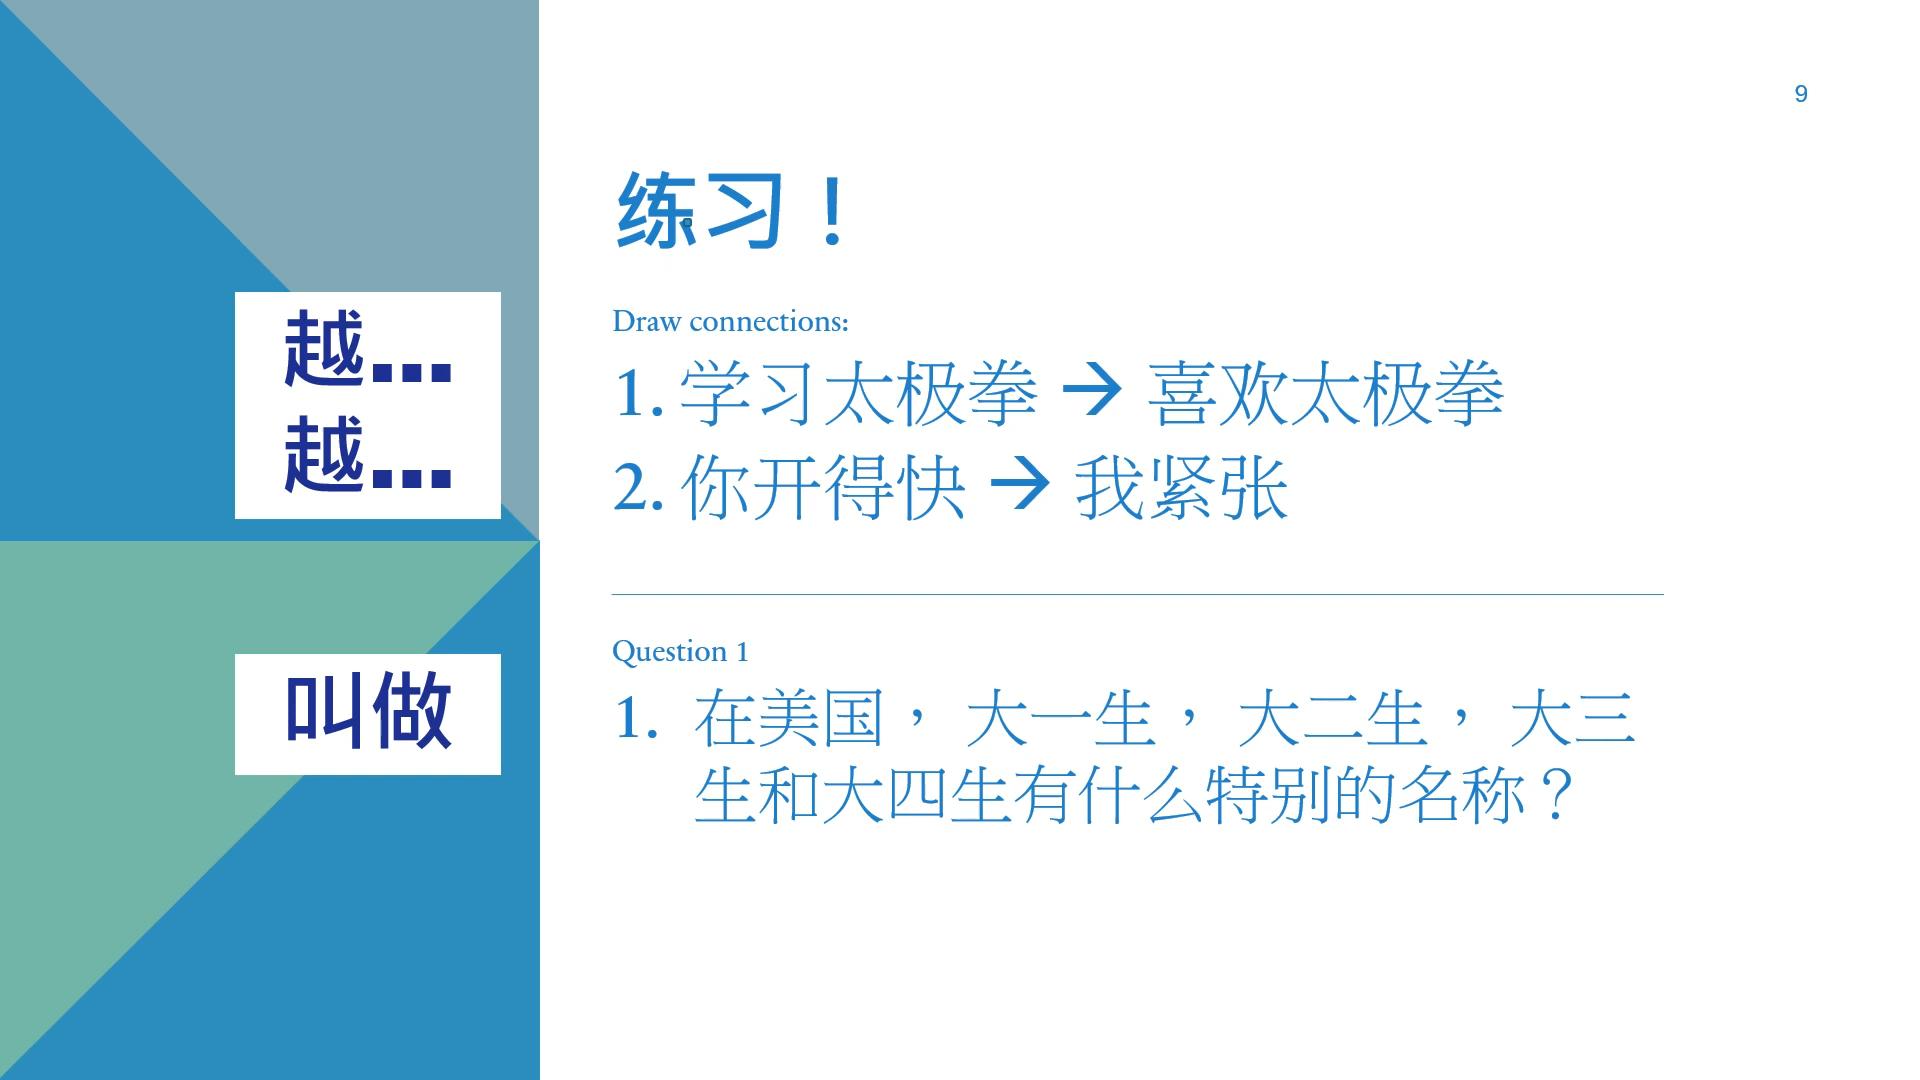 9
越...
越...
叫做
练习！
Draw connections:
1. 学习太极拳 → 喜欢太极拳
2. 你开得快 → 我紧张
Question 1
1. 在美国， 大一生， 大二生， 大三
生和大四生有什么特别的名称？